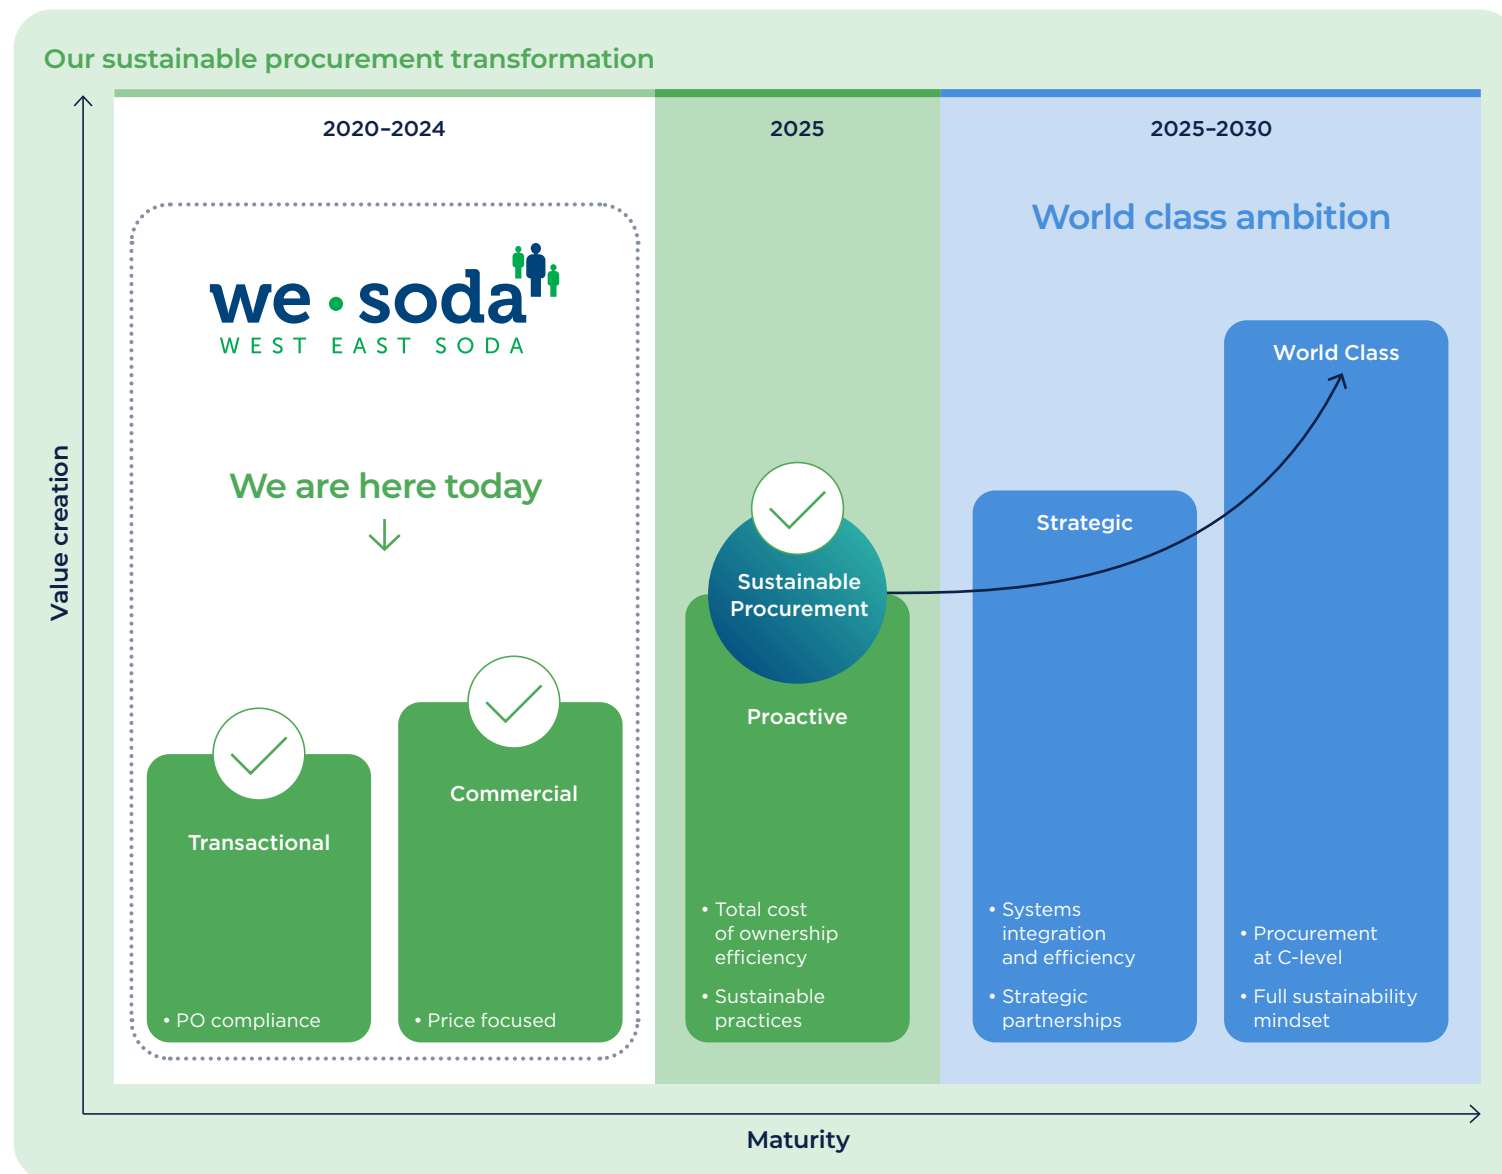 Our sustainable procurement transformation
2020–2024
2025
2025–2030
World class ambition
we • soda
WEST EAST SODA
We are here today
Value creation
Transactional
• PO compliance
Commercial
• Price focused
Sustainable
Procurement
Proactive
• Total cost
of ownership
efficiency
• Sustainable
practices
Strategic
• Systems
integration
and efficiency
• Strategic
partnerships
World Class
• Procurement
at C-level
• Full sustainability
mindset
Maturity